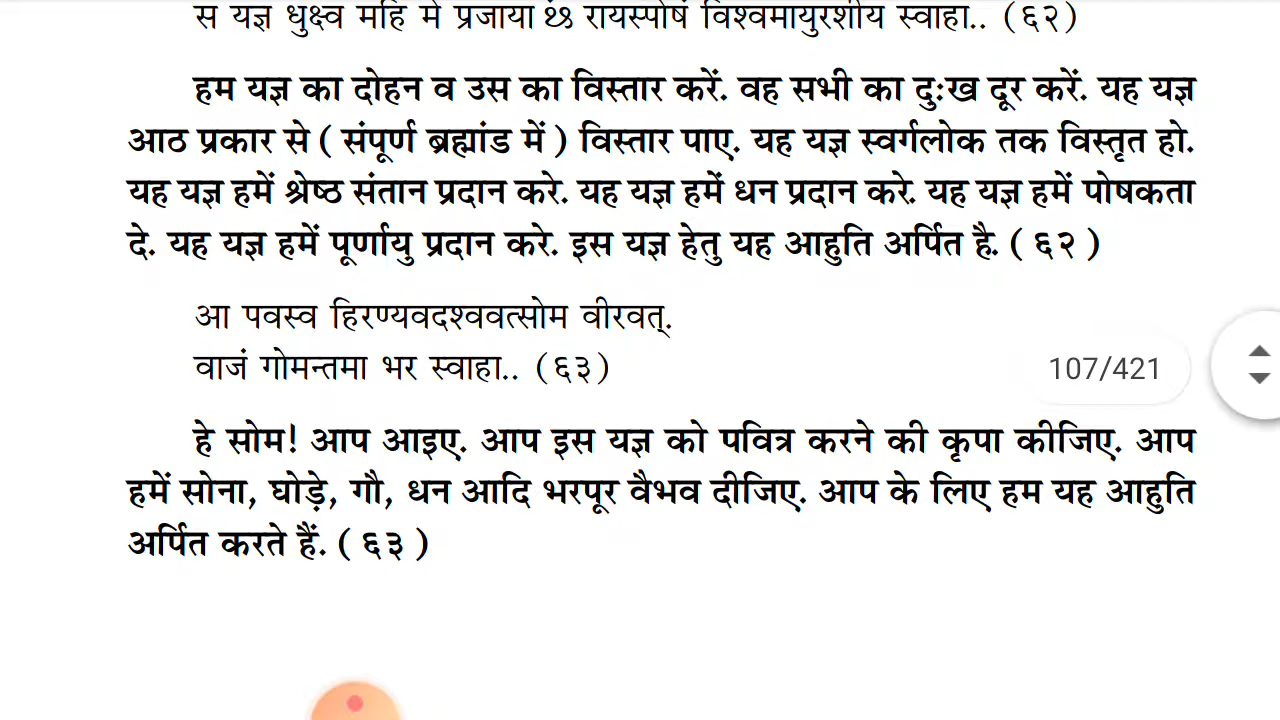 स यज्ञ धुक्ष्व महि मे प्रजाया ꣳ रायस्पोषं विश्वमायुरशीय स्वाहा.. (६२)
हम यज्ञ का दोहन व उस का विस्तार करें. वह सभी का दुःख दूर करें. यह यज्ञ
आठ प्रकार से ( संपूर्ण ब्रह्मांड में ) विस्तार पाए. यह यज्ञ स्वर्गलोक तक विस्तृत हो.
यह यज्ञ हमें श्रेष्ठ संतान प्रदान करे. यह यज्ञ हमें धन प्रदान करे. यह यज्ञ हमें पोषकता
दे. यह यज्ञ हमें पूर्णायु प्रदान करे. इस यज्ञ हेतु यह आहुति अर्पित है. ( ६२ )
आ पवस्व हिरण्यवदश्ववत्सोम वीरवत्.
वाजं गोमन्तमा भर स्वाहा.. (६३)
107/421
हे सोम! आप आइए. आप इस यज्ञ को पवित्र करने की कृपा कीजिए. आप
हमें सोना, घोड़े, गौ, धन आदि भरपूर वैभव दीजिए. आप के लिए हम यह आहुति
अर्पित करते हैं. ( ६३ )